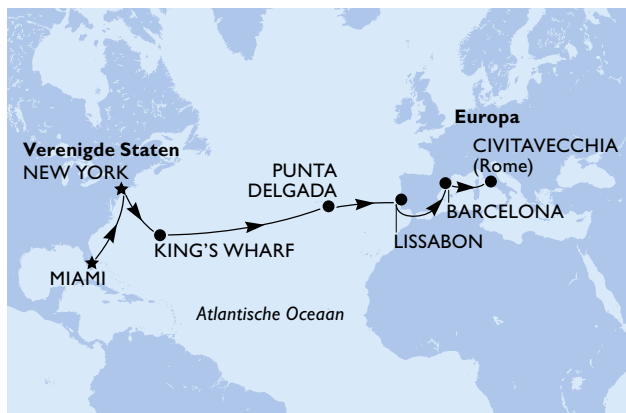 Verenigde Staten
NEW YORK
MIAMI
KING'S WHARF
PUNTA
DELGADA
Atlantische Oceaan
LISSABON
BARCELONA
Europa
CIVITAVECCHIA
(Rome)